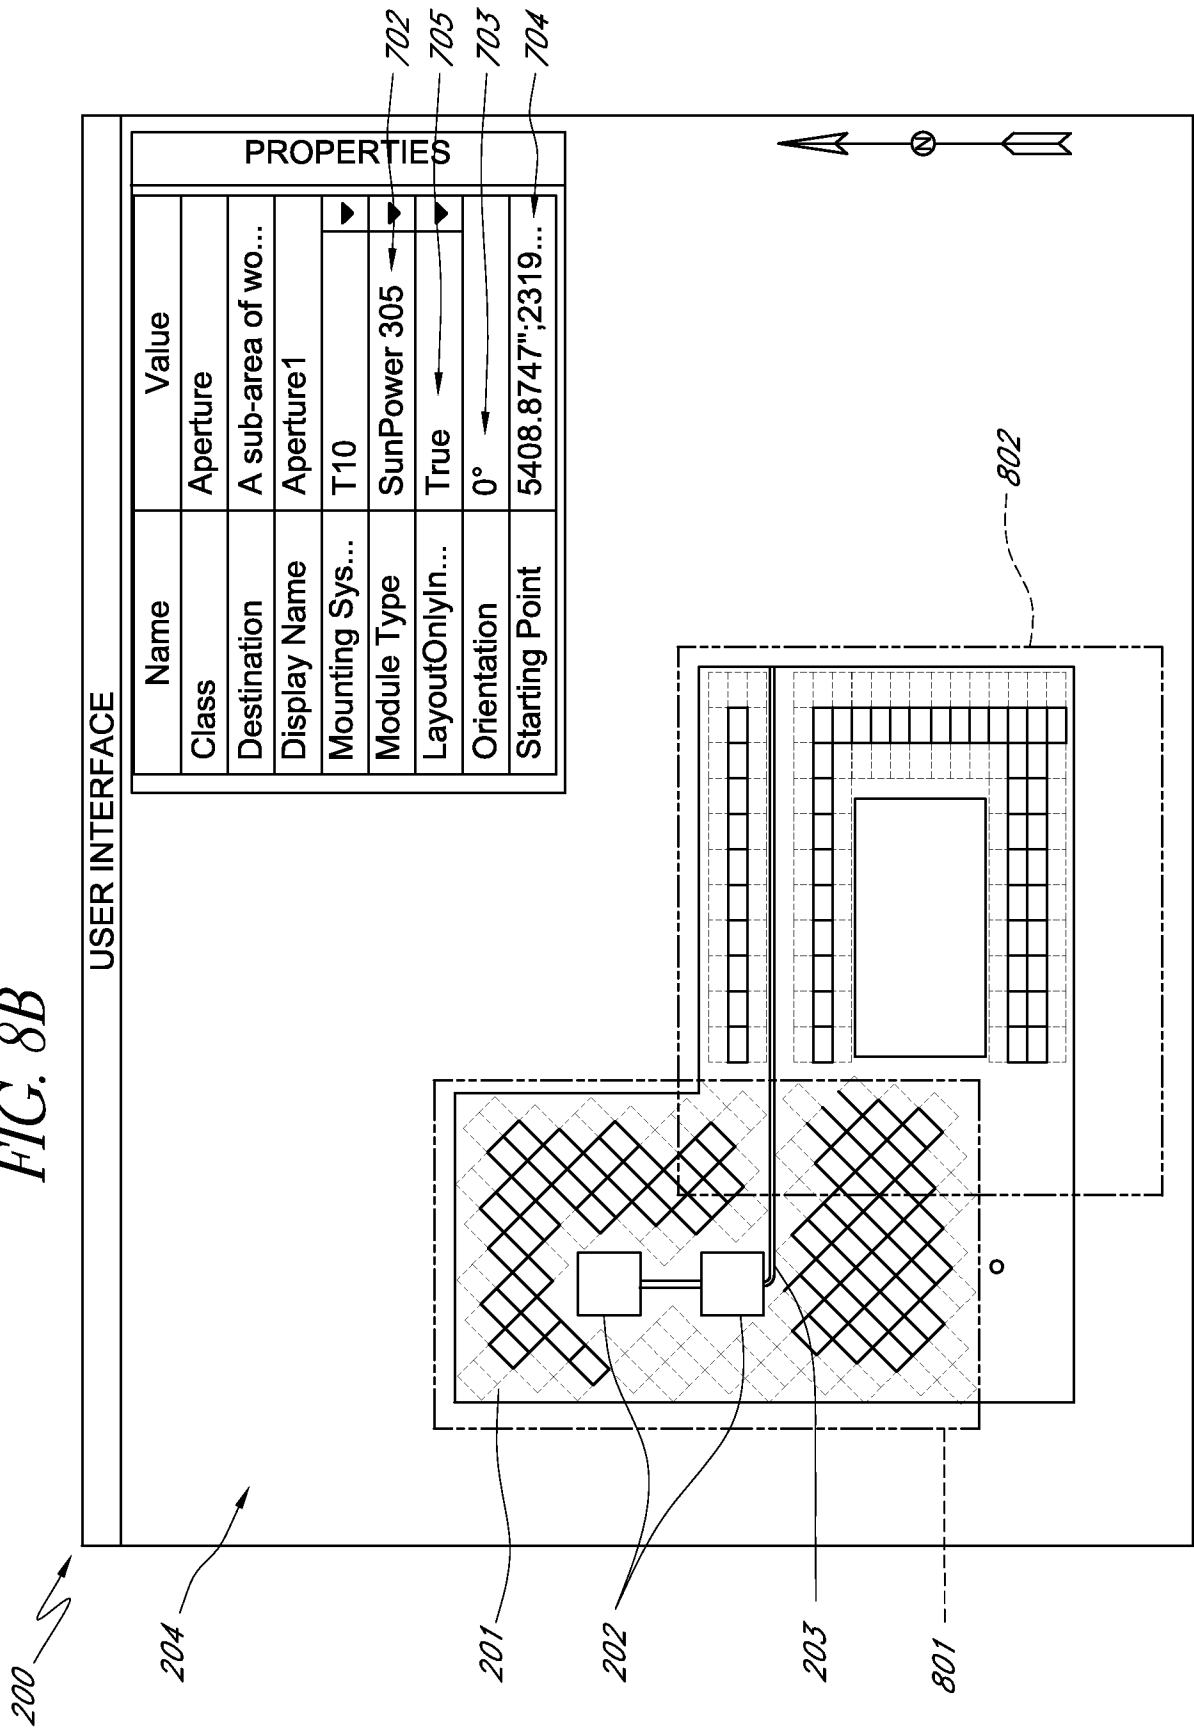 FIG. 8B
200
USER INTERFACE
204
PROPERTIES
Name Value
Class Aperture
Destination A sub-area of wo...
Display Name Aperture1
Mounting Sys... T10
Module Type SunPower 305
LayoutOnlyIn... True
Orientation 0°
Starting Point 5408.8747";2319...
702
705
703
704
201
202
203
801
802
N